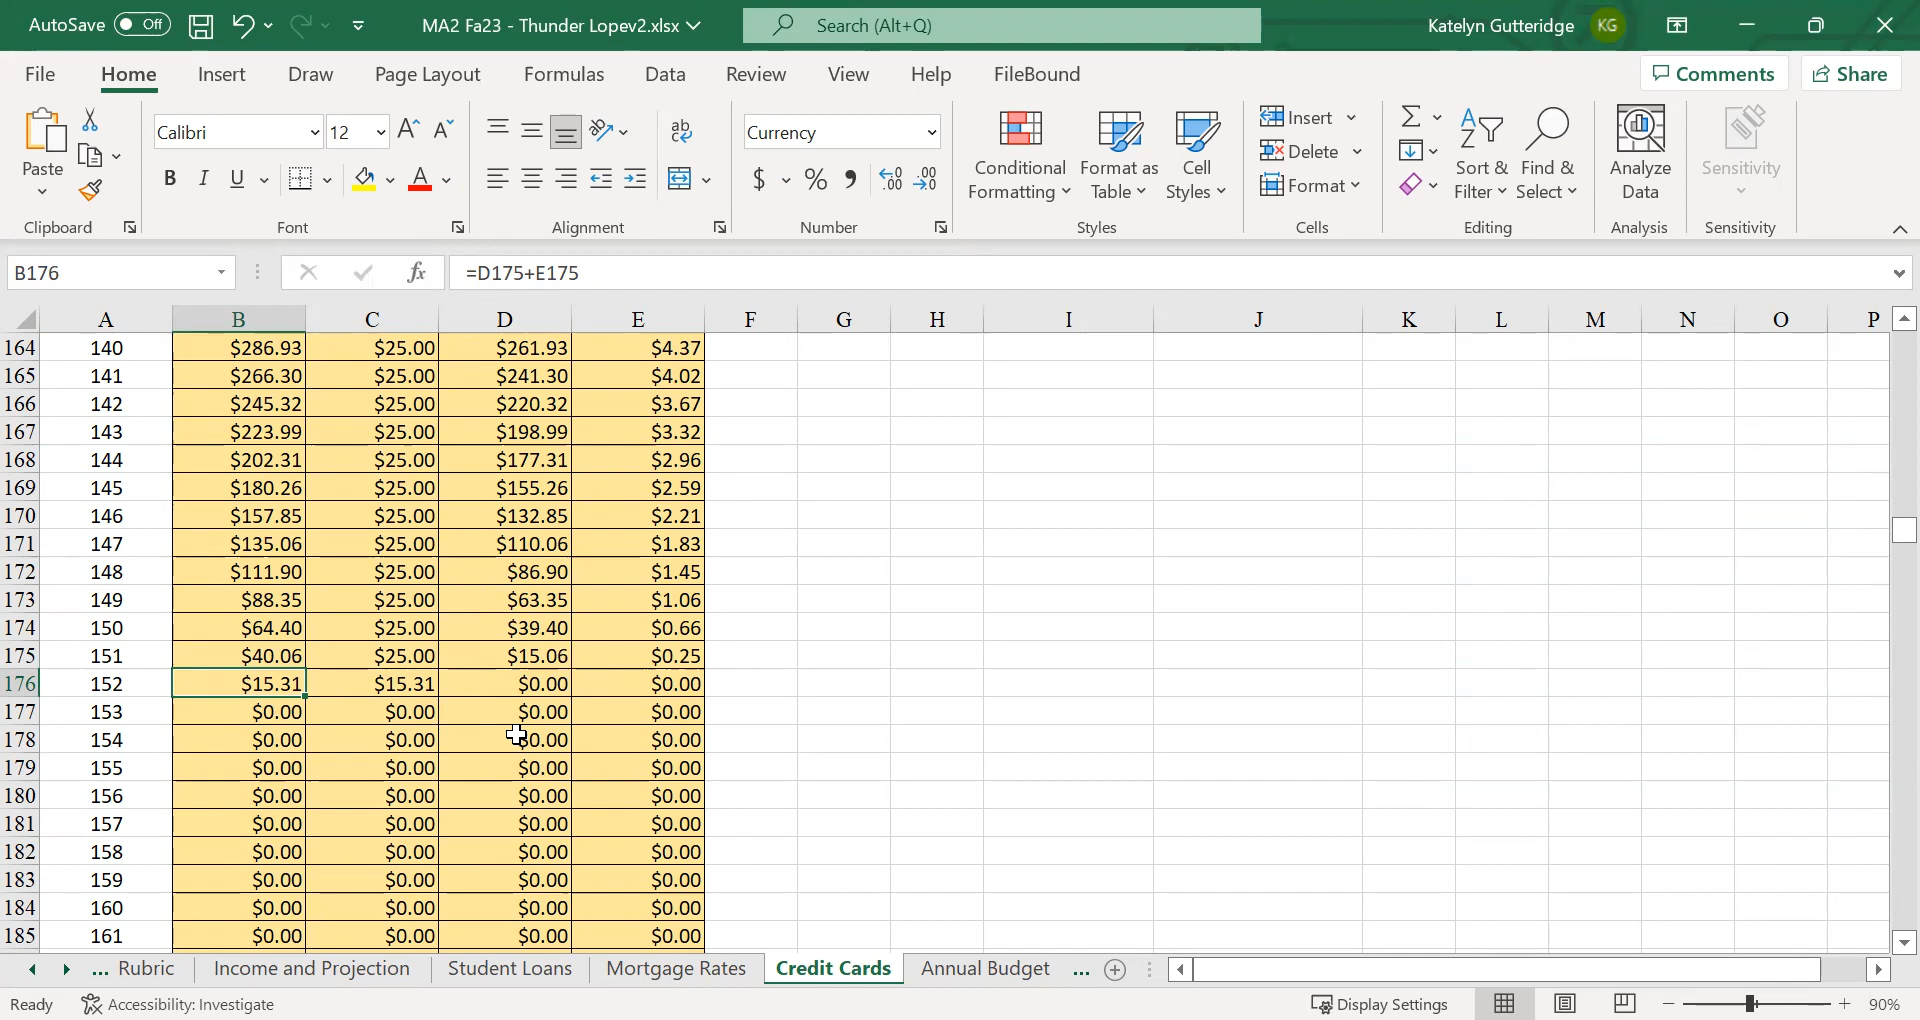 AutoSave Off MA2 Fa23 - Thunder Lopev2.xlsx Search (Alt+Q) Katelyn Gutteridge KG
File Home Insert Draw Page Layout Formulas Data Review View Help FileBound Comments Share
Paste
Calibri 12
B I U A
ab
Currency
$ % , .00
Conditional Formatting
Format as Table
Cell Styles
Insert
Delete
Format
Sort & Filter
Find & Select
Analyze Data
Sensitivity
Clipboard Font Alignment Number Styles Cells Editing Analysis Sensitivity
B176 fx =D175+E175
A B C D E F G H I J K L M N O P
164 140 $286.93 $25.00 $261.93 $4.37
165 141 $266.30 $25.00 $241.30 $4.02
166 142 $245.32 $25.00 $220.32 $3.67
167 143 $223.99 $25.00 $198.99 $3.32
168 144 $202.31 $25.00 $177.31 $2.96
169 145 $180.26 $25.00 $155.26 $2.59
170 146 $157.85 $25.00 $132.85 $2.21
171 147 $135.06 $25.00 $110.06 $1.83
172 148 $111.90 $25.00 $86.90 $1.45
173 149 $88.35 $25.00 $63.35 $1.06
174 150 $64.40 $25.00 $39.40 $0.66
175 151 $40.06 $25.00 $15.06 $0.25
176 152 $15.31 $15.31 $0.00 $0.00
177 153 $0.00 $0.00 $0.00 $0.00
178 154 $0.00 $0.00 $0.00 $0.00
179 155 $0.00 $0.00 $0.00 $0.00
180 156 $0.00 $0.00 $0.00 $0.00
181 157 $0.00 $0.00 $0.00 $0.00
182 158 $0.00 $0.00 $0.00 $0.00
183 159 $0.00 $0.00 $0.00 $0.00
184 160 $0.00 $0.00 $0.00 $0.00
185 161 $0.00 $0.00 $0.00 $0.00
... Rubric Income and Projection Student Loans Mortgage Rates Credit Cards Annual Budget ...
Ready Accessibility: Investigate Display Settings 90%